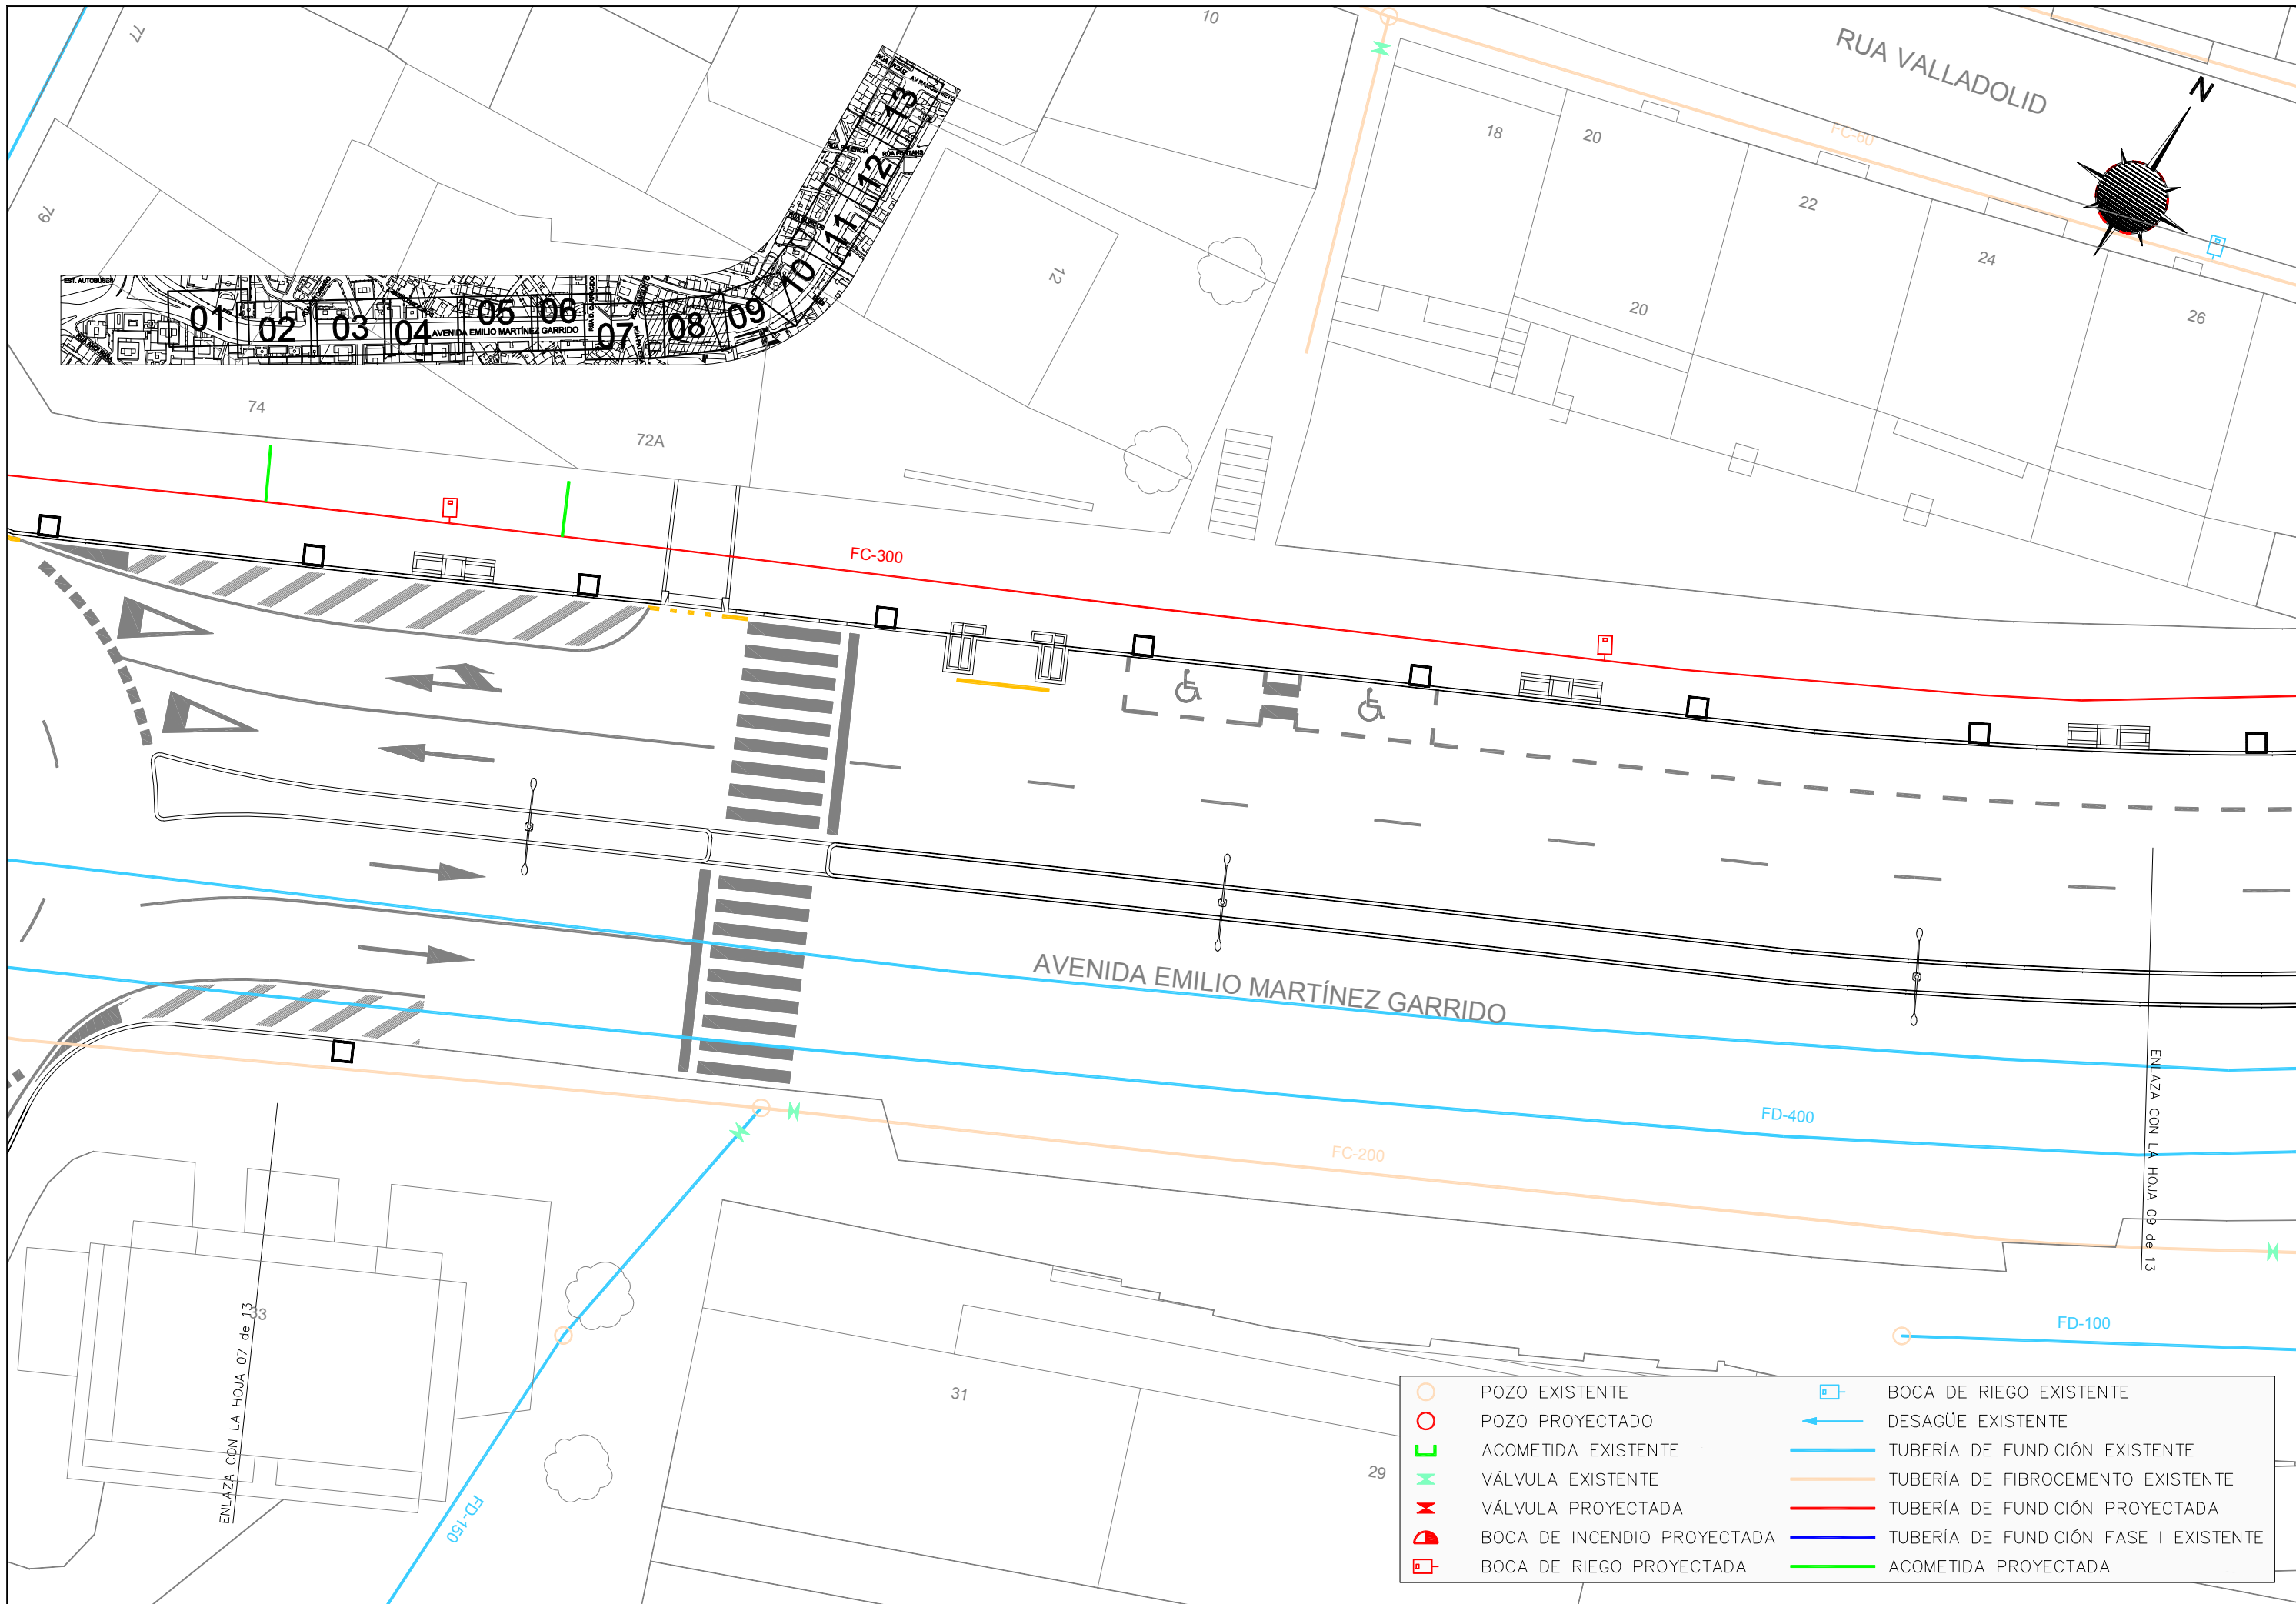 77
10
RUA VALLADOLID
N
FC-60
18
20
22
24
26
20
79
12
13
12
11
10
EST. AUTOBUSES
01
02
03
04
05
06
07
08
09
AVENIDA EMILIO MARTÍNEZ GARRIDO
74
72A
FC-300
AVENIDA EMILIO MARTÍNEZ GARRIDO
FD-400
FC-200
FD-100
FD-150
33
31
29
ENLAZA CON LA HOJA 07 de 13
ENLAZA CON LA HOJA 09 de 13
POZO EXISTENTE
POZO PROYECTADO
ACOMETIDA EXISTENTE
VÁLVULA EXISTENTE
VÁLVULA PROYECTADA
BOCA DE INCENDIO PROYECTADA
BOCA DE RIEGO PROYECTADA
BOCA DE RIEGO EXISTENTE
DESAGÜE EXISTENTE
TUBERÍA DE FUNDICIÓN EXISTENTE
TUBERÍA DE FIBROCEMENTO EXISTENTE
TUBERÍA DE FUNDICIÓN PROYECTADA
TUBERÍA DE FUNDICIÓN FASE I EXISTENTE
ACOMETIDA PROYECTADA